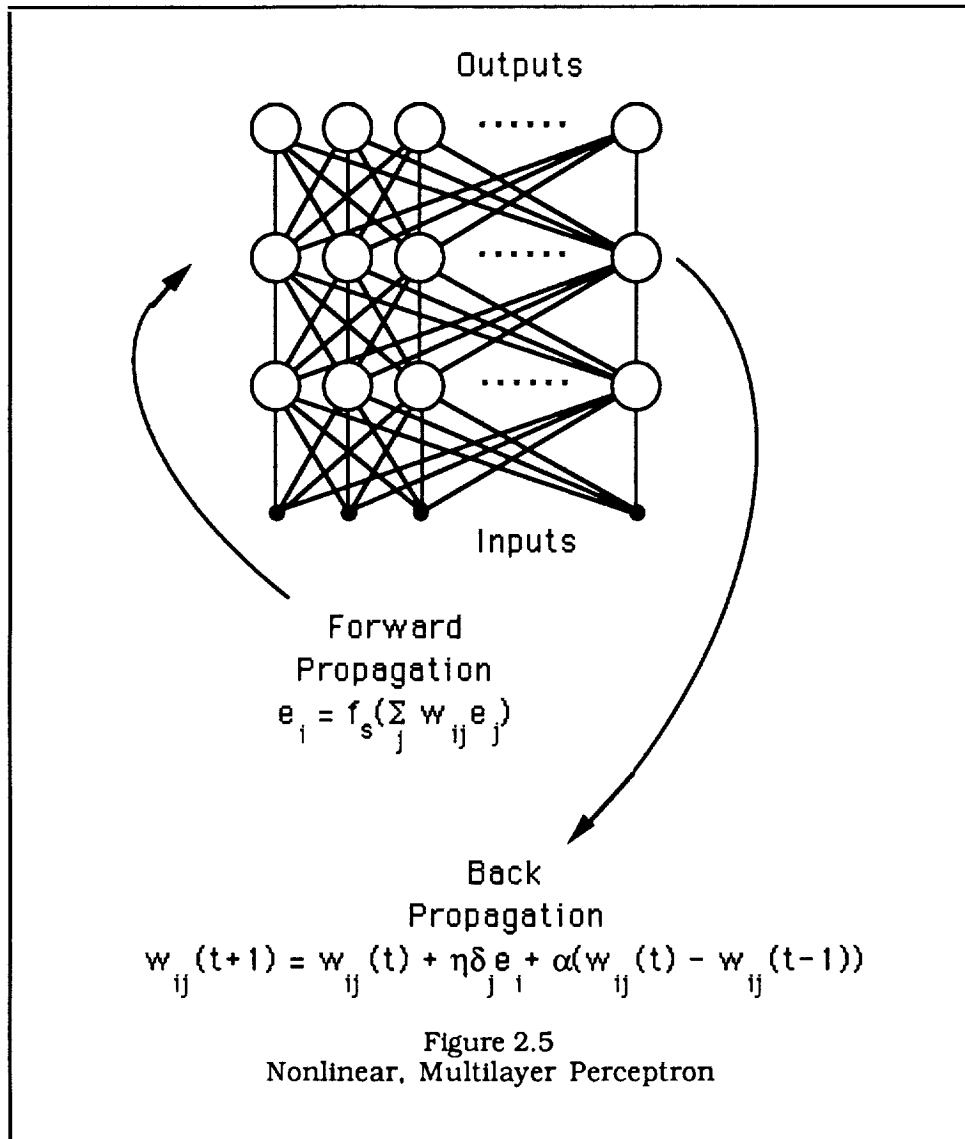 Outputs
Inputs
Forward
Propagation
e_i = f_s(Σ_j w_ij e_j)
Back
Propagation
w_ij(t+1) = w_ij(t) + ηδ_j e_i + α(w_ij(t) - w_ij(t-1))
Figure 2.5
Nonlinear, Multilayer Perceptron